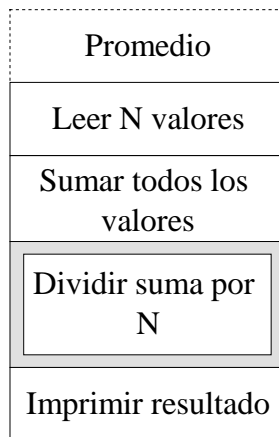 Promedio
Leer N valores
Sumar todos los
valores
Dividir suma por
N
Imprimir resultado